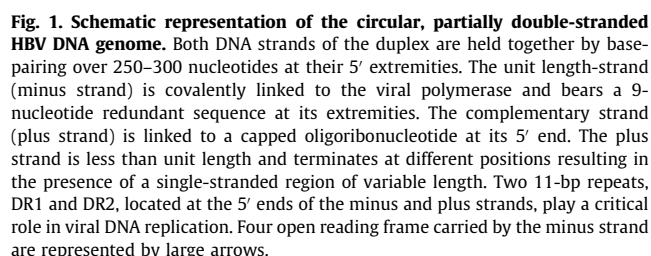 Fig. 1. Schematic representation of the circular, partially double-stranded
HBV DNA genome. Both DNA strands of the duplex are held together by base-
pairing over 250–300 nucleotides at their 5′ extremities. The unit length-strand
(minus strand) is covalently linked to the viral polymerase and bears a 9-
nucleotide redundant sequence at its extremities. The complementary strand
(plus strand) is linked to a capped oligoribonucleotide at its 5′ end. The plus
strand is less than unit length and terminates at different positions resulting in
the presence of a single-stranded region of variable length. Two 11-bp repeats,
DR1 and DR2, located at the 5′ ends of the minus and plus strands, play a critical
role in viral DNA replication. Four open reading frame carried by the minus strand
are represented by large arrows.